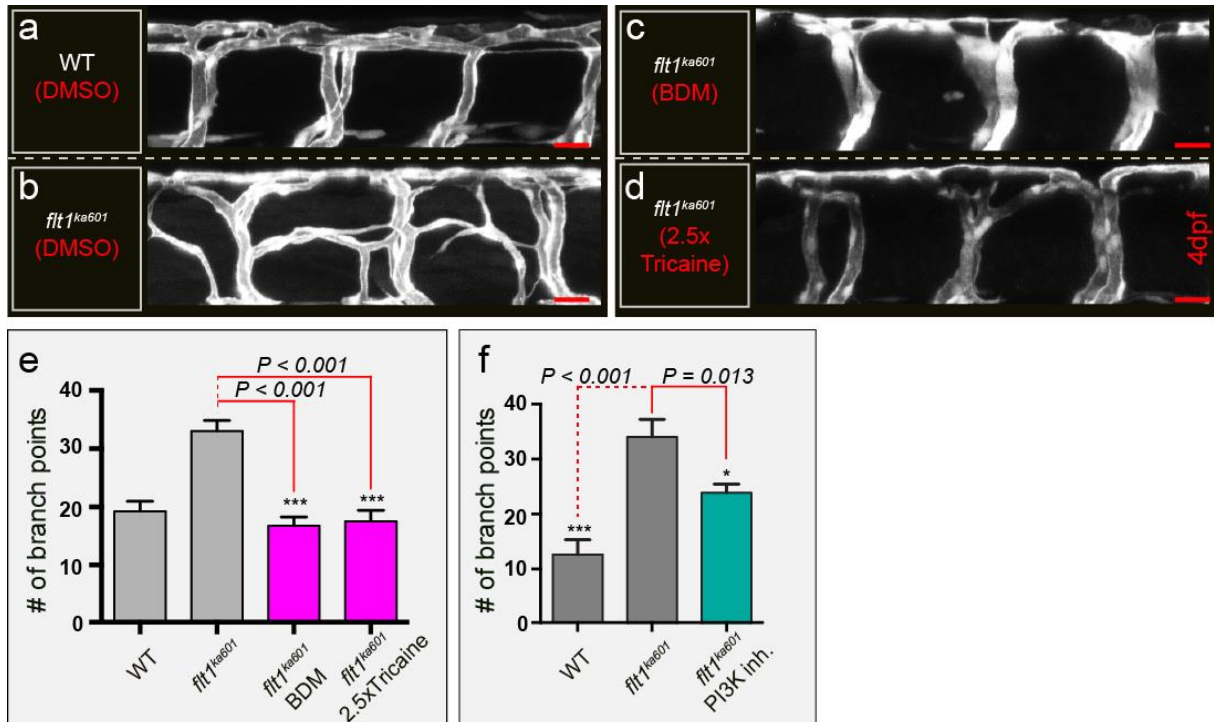 a
WT
(DMSO)
b
flt1ka601
(DMSO)
c
flt1ka601
(BDM)
d
flt1ka601
(2.5x
Tricaine)
4dpf
e
P < 0.001
P < 0.001
# of branch points
40
30
20
10
0
***
***
WT
flt1ka601
flt1ka601
BDM
flt1ka601
2.5xTricaine
f
P < 0.001
P = 0.013
# of branch points
40
30
20
10
0
***
*
WT
flt1ka601
flt1ka601
PI3K inh.